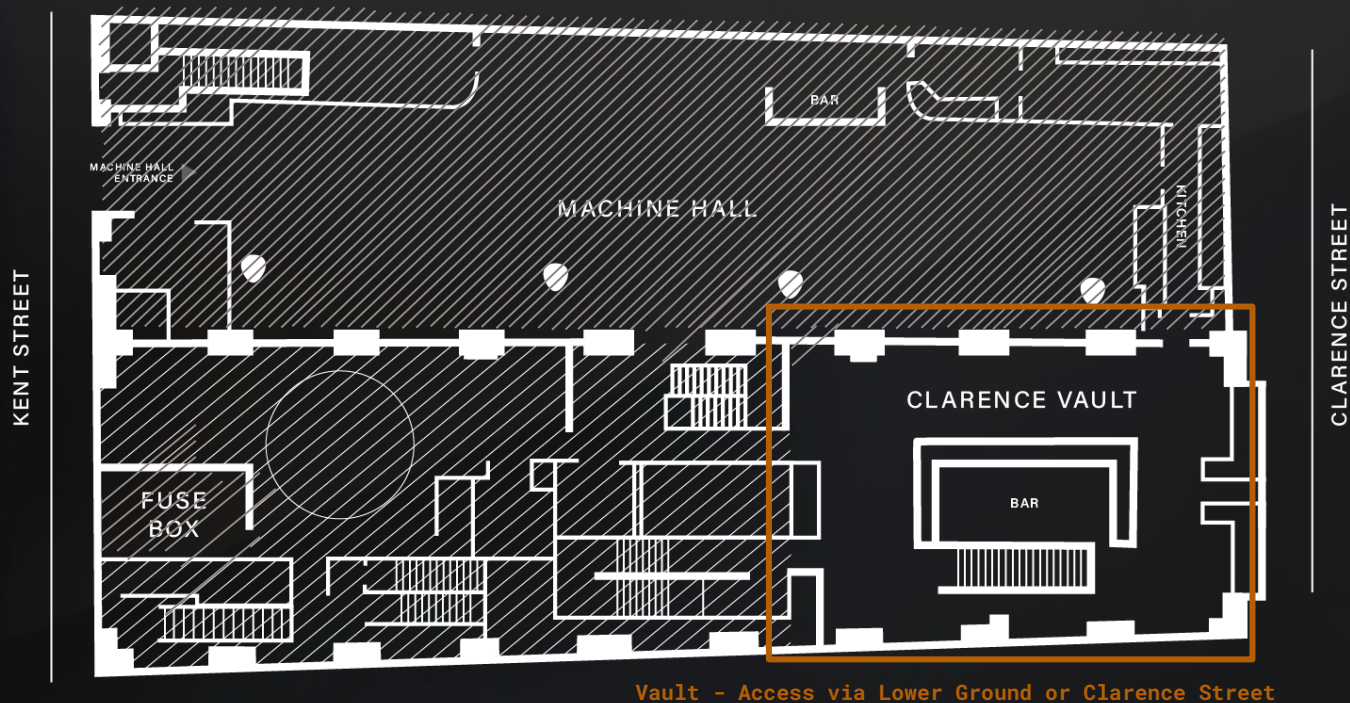 BAR
MACHINE HALL
ENTRANCE
MACHINE HALL
KITCHEN
KENT STREET
CLARENCE STREET
CLARENCE VAULT
FUSE
BOX
BAR
Vault - Access via Lower Ground or Clarence Street